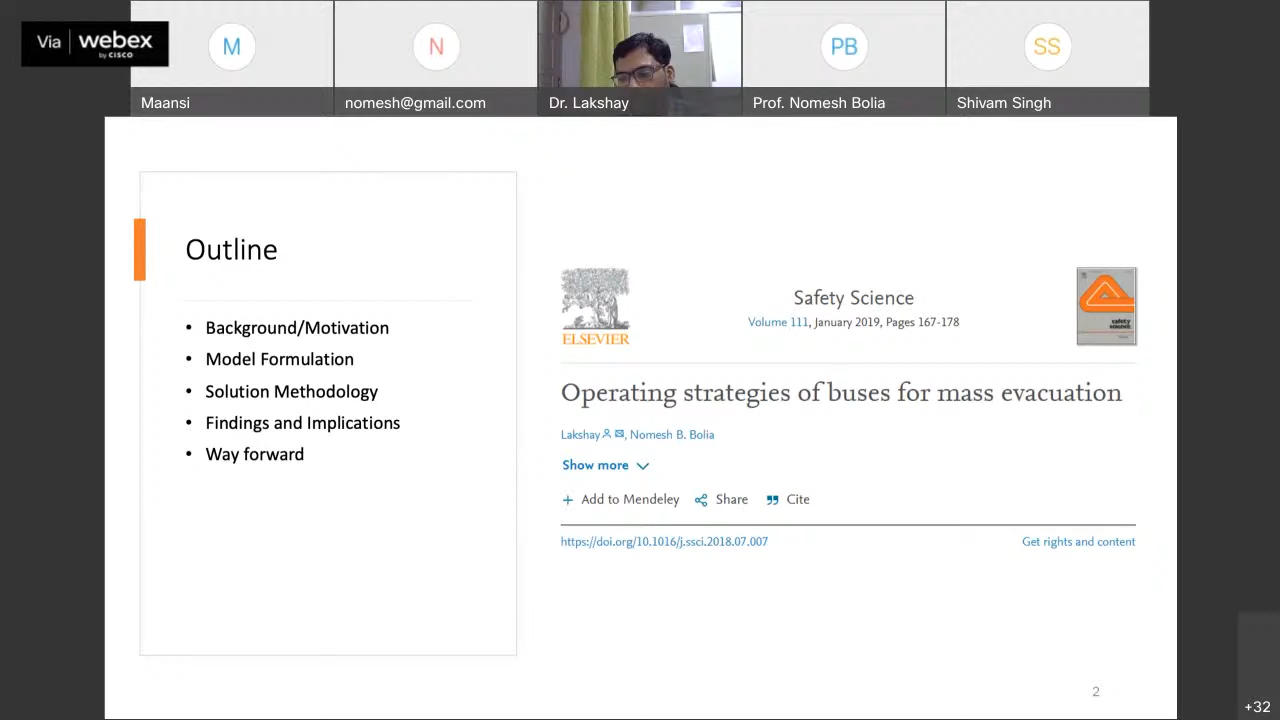 Via webex
by CISCO
M
N
PB
SS
Maansi
nomesh@gmail.com
Dr. Lakshay
Prof. Nomesh Bolia
Shivam Singh
Outline
• Background/Motivation
• Model Formulation
• Solution Methodology
• Findings and Implications
• Way forward
ELSEVIER
Safety Science
Volume 111, January 2019, Pages 167-178
safety
science
Operating strategies of buses for mass evacuation
Lakshay, Nomesh B. Bolia
Show more
+ Add to Mendeley Share Cite
https://doi.org/10.1016/j.ssci.2018.07.007
Get rights and content
2
+32